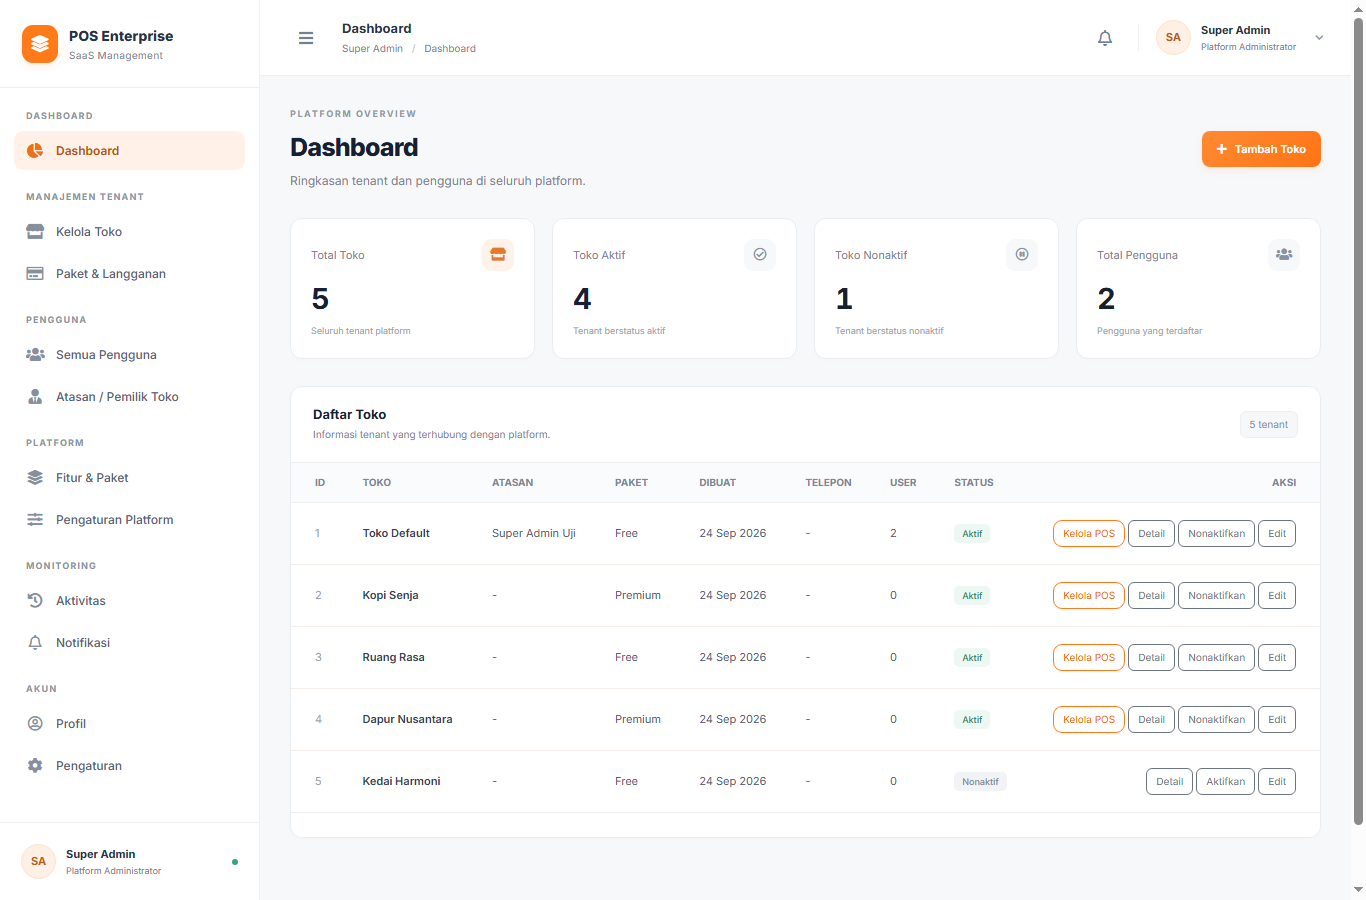 POS Enterprise
SaaS Management
DASHBOARD
Dashboard
MANAJEMEN TENANT
Kelola Toko
Paket & Langganan
PENGGUNA
Semua Pengguna
Atasan / Pemilik Toko
PLATFORM
Fitur & Paket
Pengaturan Platform
MONITORING
Aktivitas
Notifikasi
AKUN
Profil
Pengaturan
SA
Super Admin
Platform Administrator
Dashboard
Super Admin / Dashboard
SA
Super Admin
Platform Administrator
PLATFORM OVERVIEW
Dashboard
Ringkasan tenant dan pengguna di seluruh platform.
+ Tambah Toko
Total Toko
5
Seluruh tenant platform
Toko Aktif
4
Tenant berstatus aktif
Toko Nonaktif
1
Tenant berstatus nonaktif
Total Pengguna
2
Pengguna yang terdaftar
Daftar Toko
Informasi tenant yang terhubung dengan platform.
5 tenant
ID TOKO ATASAN PAKET DIBUAT TELEPON USER STATUS AKSI
1 Toko Default Super Admin Uji Free 24 Sep 2026 - 2 Aktif Kelola POS Detail Nonaktifkan Edit
2 Kopi Senja - Premium 24 Sep 2026 - 0 Aktif Kelola POS Detail Nonaktifkan Edit
3 Ruang Rasa - Free 24 Sep 2026 - 0 Aktif Kelola POS Detail Nonaktifkan Edit
4 Dapur Nusantara - Premium 24 Sep 2026 - 0 Aktif Kelola POS Detail Nonaktifkan Edit
5 Kedai Harmoni - Free 24 Sep 2026 - 0 Nonaktif Detail Aktifkan Edit